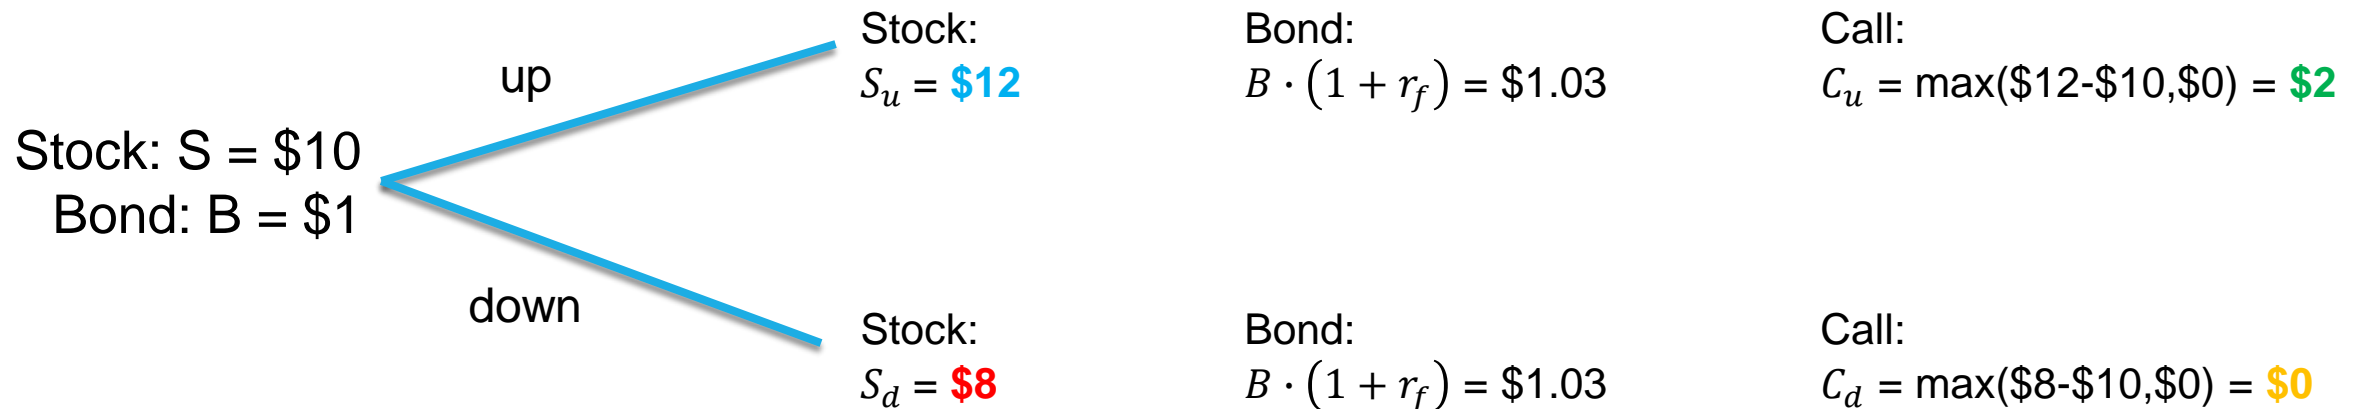 Stock: S = $10
Bond: B = $1
up
down
Stock:
S_u = $12
Bond:
B · (1 + r_f) = $1.03
Call:
C_u = max($12-$10,$0) = $2
Stock:
S_d = $8
Bond:
B · (1 + r_f) = $1.03
Call:
C_d = max($8-$10,$0) = $0